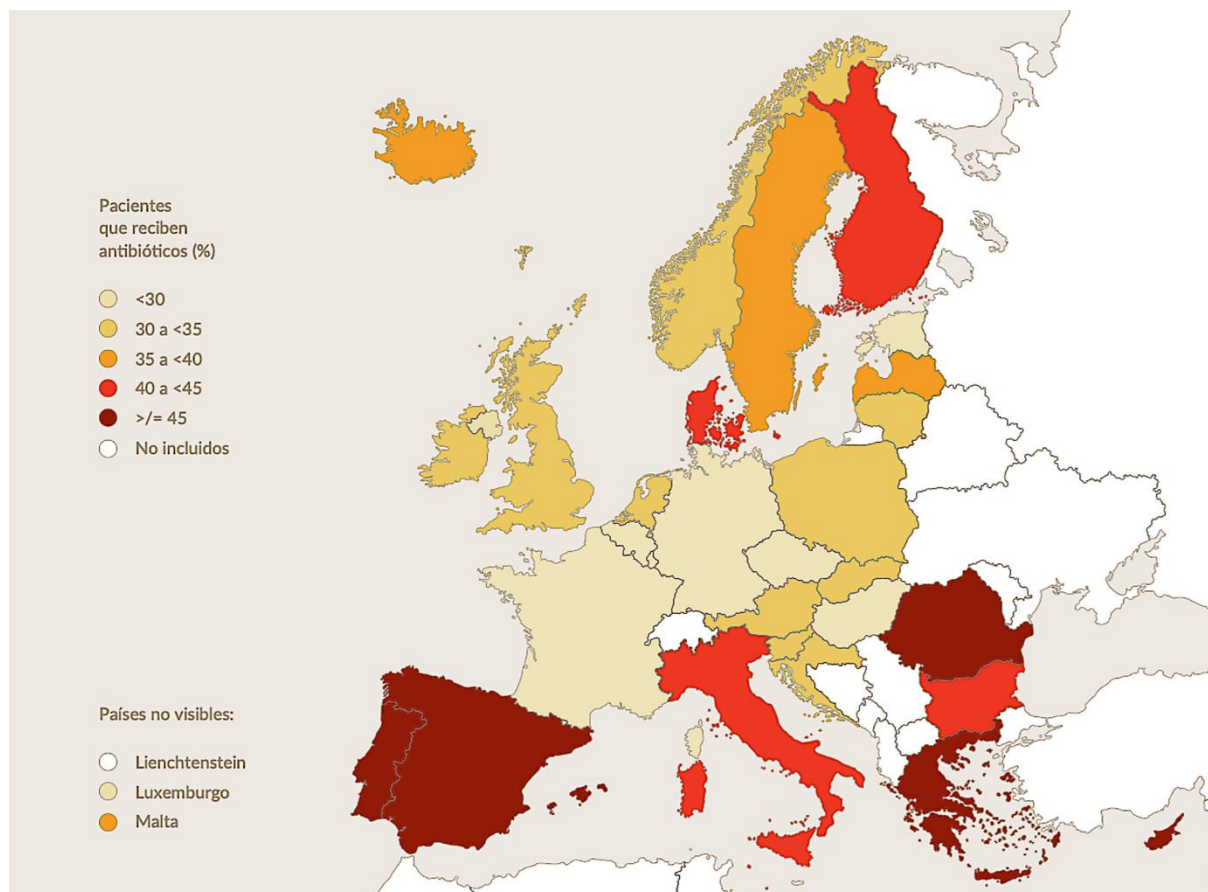 Pacientes
que reciben
antibióticos (%)
<30
30 a <35
35 a <40
40 a <45
>/= 45
No incluidos
Países no visibles:
Lienchtenstein
Luxemburgo
Malta